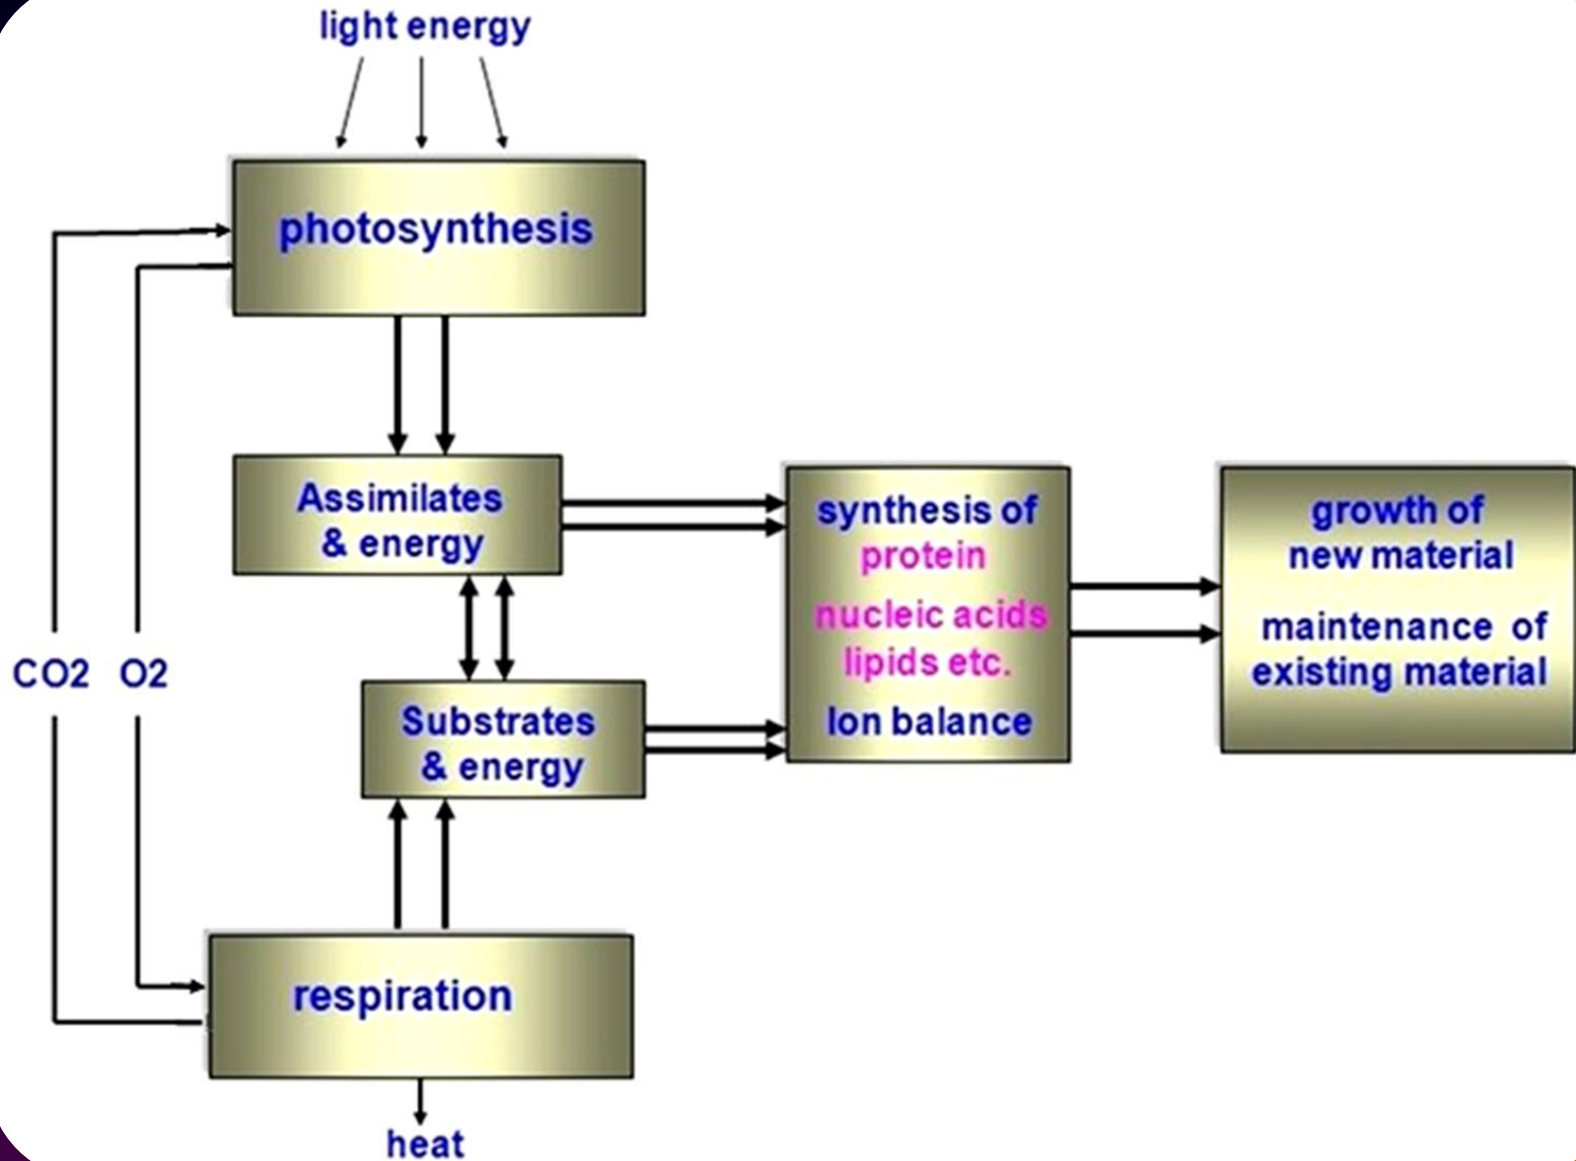 light energy
photosynthesis
Assimilates
& energy
synthesis of
protein
nucleic acids
lipids etc.
Ion balance
growth of
new material
maintenance of
existing material
CO2 O2
Substrates
& energy
respiration
heat